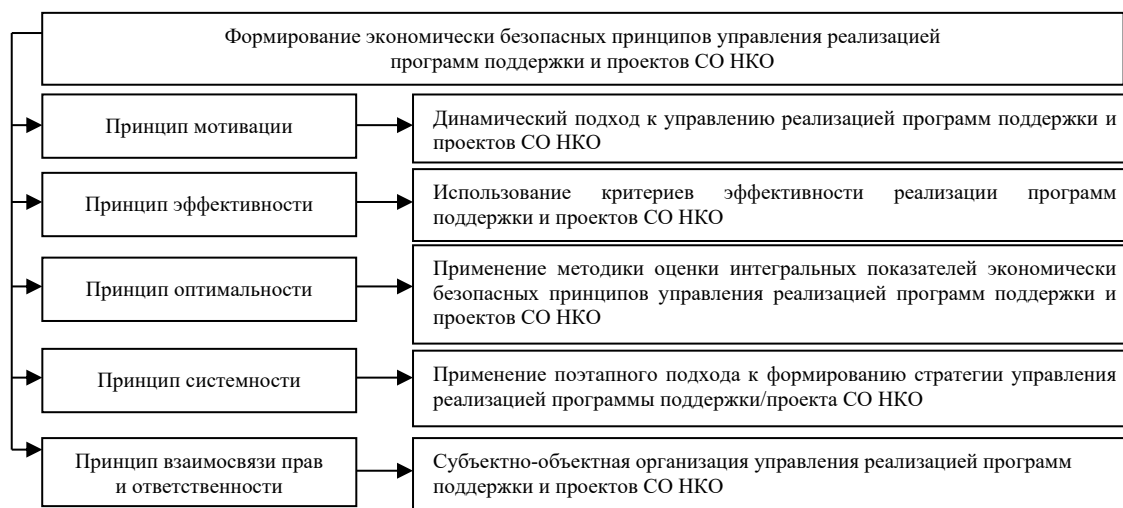 Формирование экономически безопасных принципов управления реализацией
программ поддержки и проектов СО НКО
Принцип мотивации
Динамический подход к управлению реализацией программ поддержки и
проектов СО НКО
Принцип эффективности
Использование критериев эффективности реализации программ
поддержки и проектов СО НКО
Принцип оптимальности
Применение методики оценки интегральных показателей экономически
безопасных принципов управления реализацией программ поддержки и
проектов СО НКО
Принцип системности
Применение поэтапного подхода к формированию стратегии управления
реализацией программы поддержки/проекта СО НКО
Принцип взаимосвязи прав
и ответственности
Субъектно-объектная организация управления реализацией программ
поддержки и проектов СО НКО